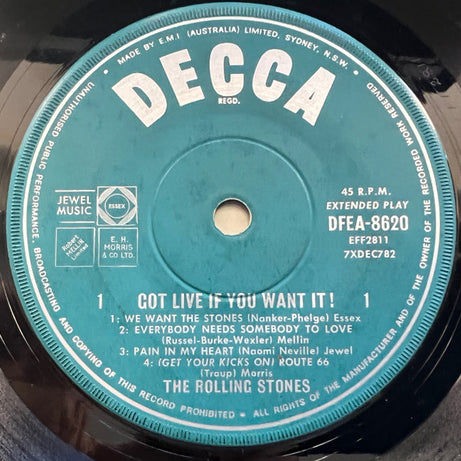 MADE BY E.M.I (AUSTRALIA) LIMITED, SYDNEY, N.S.W.
UNAUTHORISED PUBLIC PERFORMANCE, BROADCASTING AND COPYING OF THIS RECORD PROHIBITED • ALL RIGHTS OF THE MANUFACTURER AND OF THE OWNER OF THE RECORDED WORK RESERVED
DECCA
REGD.
JEWEL
MUSIC
ESSEX
Robert
MELLIN
Limited
E. H.
MORRIS
& CO LTD.
45 R.P.M.
EXTENDED PLAY
DFEA-8620
EFF2811
7XDEC782
1 GOT LIVE IF YOU WANT IT! 1
1: WE WANT THE STONES (Nanker-Phelge) Essex
2: EVERYBODY NEEDS SOMEBODY TO LOVE
(Russel-Burke-Wexler) Mellin
3: PAIN IN MY HEART (Naomi Neville) Jewel
4: (GET YOUR KICS ON) ROUTE 66
(Traup) Morris
THE ROLLING STONES